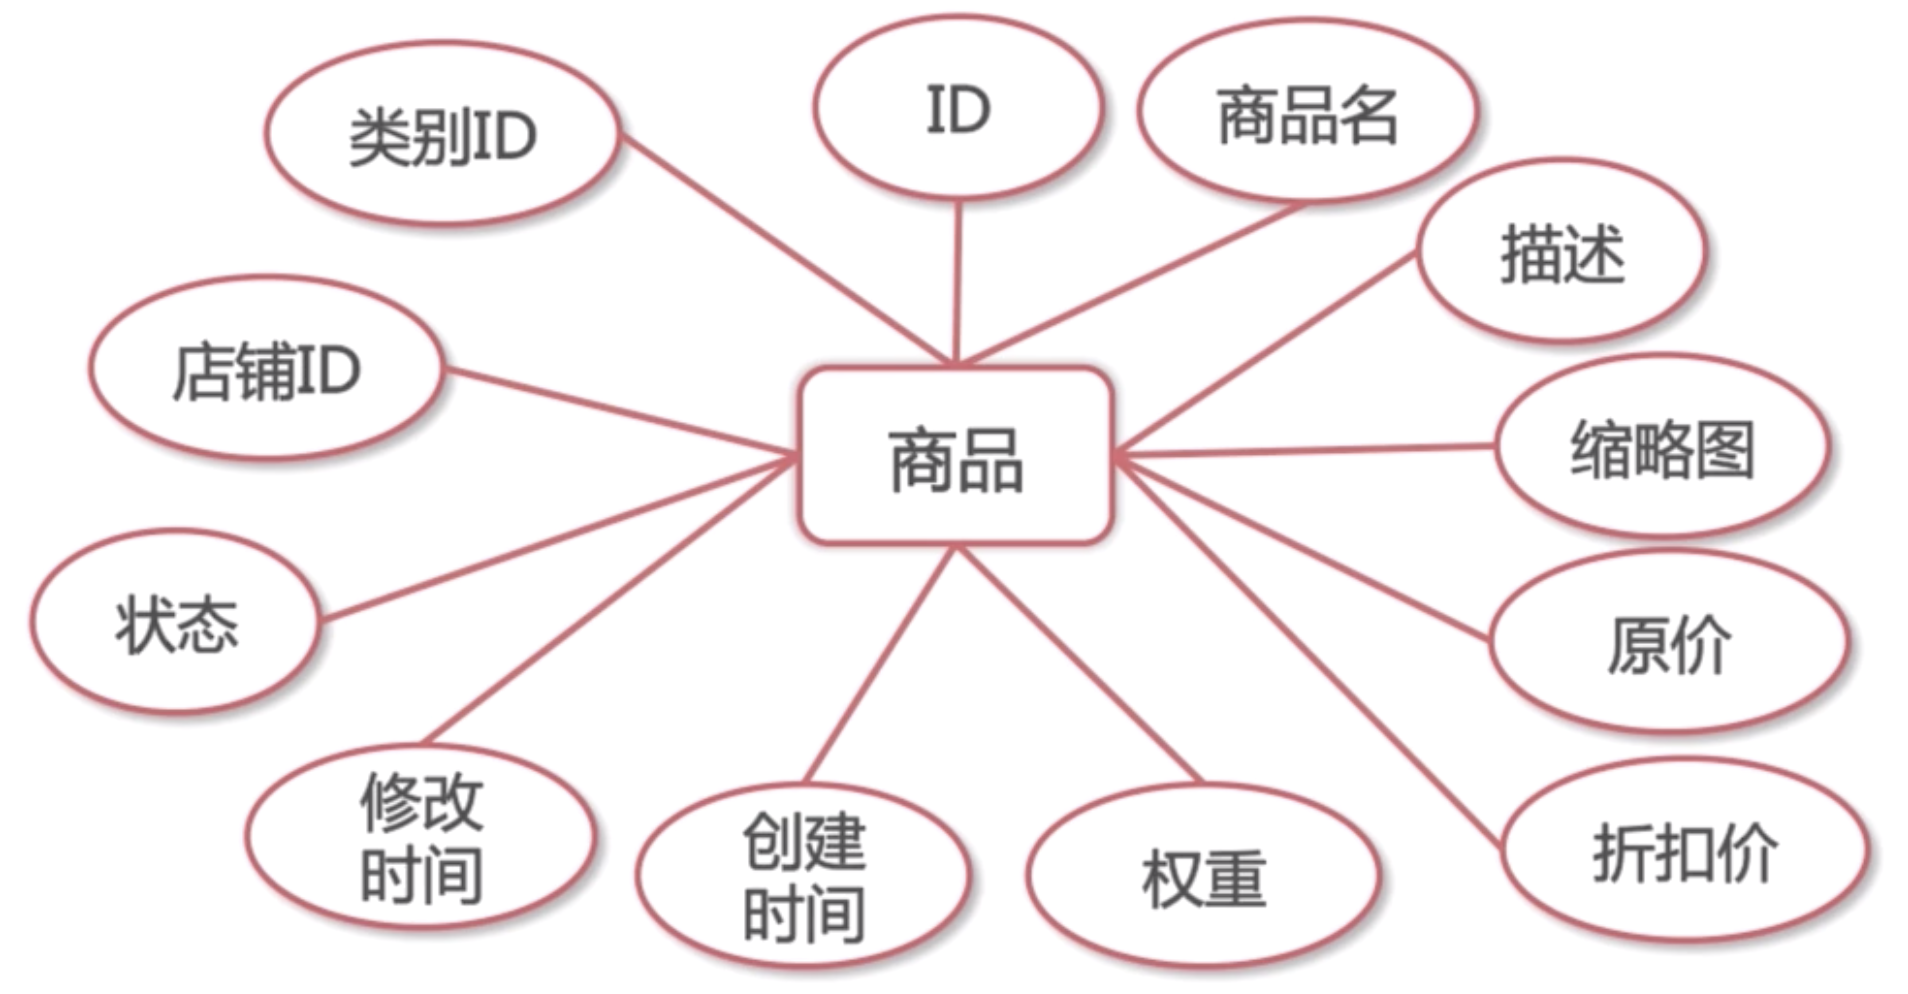 ID
商品名
类别ID
描述
店铺ID
缩略图
商品
状态
原价
修改
时间
创建
时间
权重
折扣价